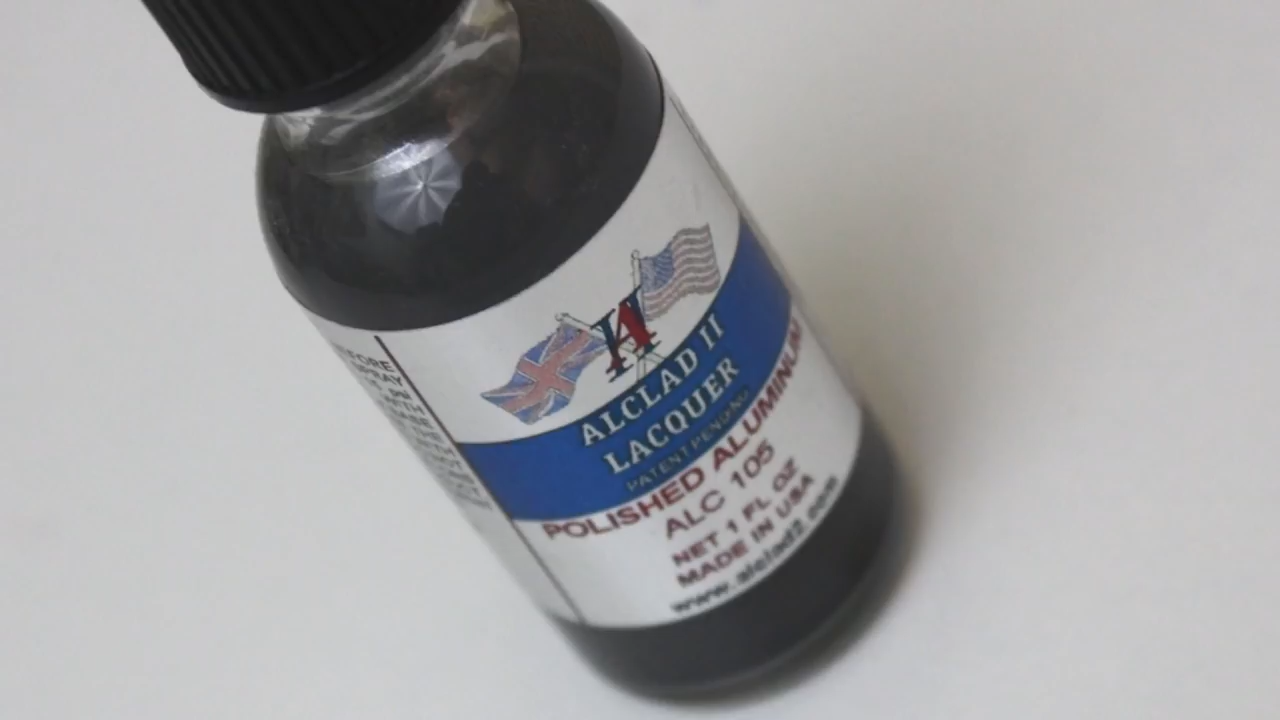 ALCLAD II
LACQUER
PATENT PENDING
POLISHED ALUMINUM
ALC 105
NET 1 FL OZ
MADE IN USA
www.alclad2.com
SPRAY